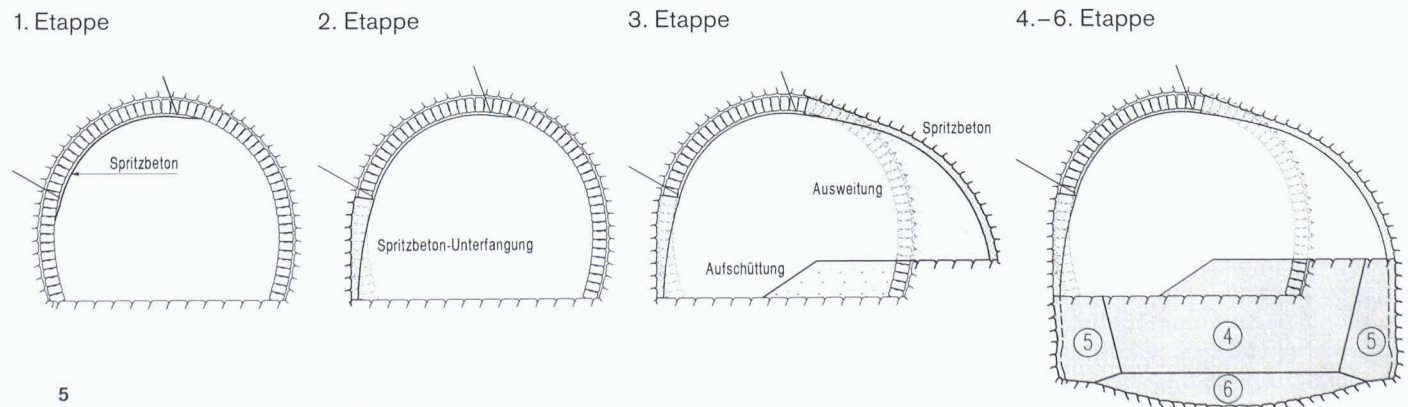 1. Etappe
2. Etappe
3. Etappe
4.–6. Etappe
Spritzbeton
Spritzbeton-Unterfangung
Spritzbeton
Ausweitung
Aufschüttung
5
4
5
6
5